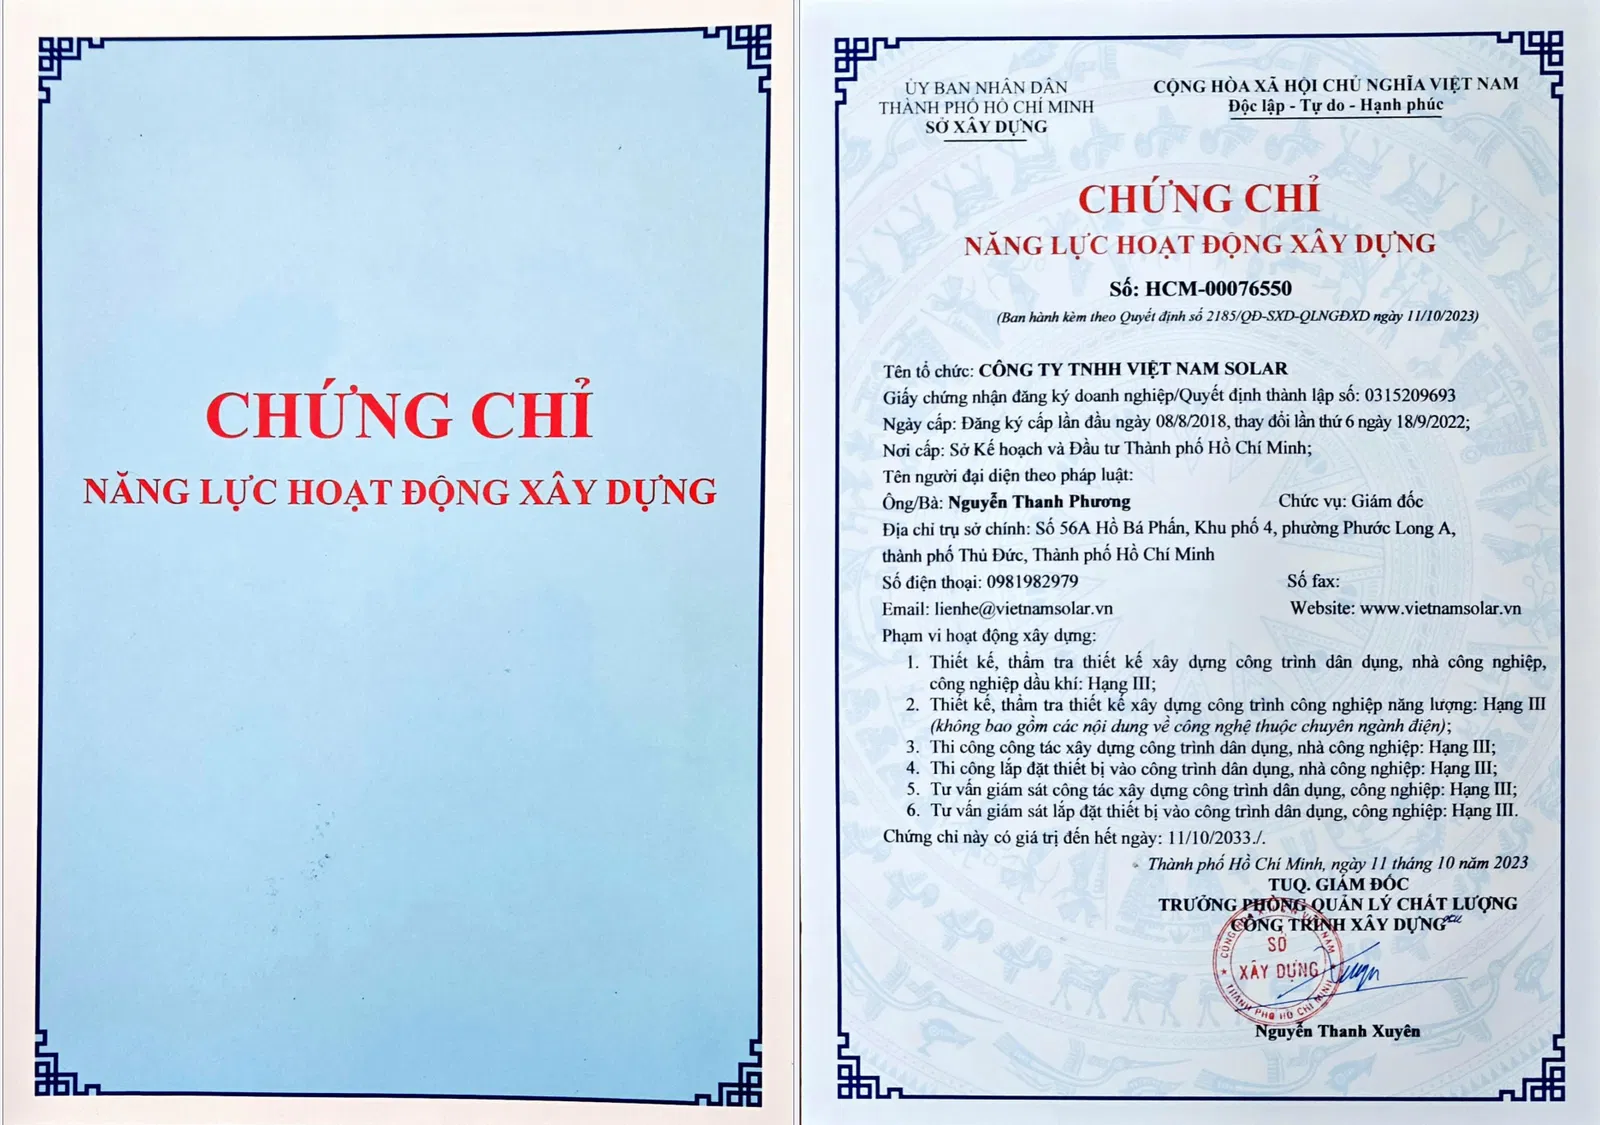 CHỨNG CHỈ
NĂNG LỰC HOẠT ĐỘNG XÂY DỰNG
ỦY BAN NHÂN DÂN
THÀNH PHỐ HỒ CHÍ MINH
SỞ XÂY DỰNG
CỘNG HÒA XÃ HỘI CHỦ NGHĨA VIỆT NAM
Độc lập - Tự do - Hạnh phúc
CHỨNG CHỈ
NĂNG LỰC HOẠT ĐỘNG XÂY DỰNG
Số: HCM-00076550
(Ban hành kèm theo Quyết định số 2185/QĐ-SXD-QLNGĐXD ngày 11/10/2023)
Tên tổ chức: CÔNG TY TNHH VIỆT NAM SOLAR
Giấy chứng nhận đăng ký doanh nghiệp/Quyết định thành lập số: 0315209693
Ngày cấp: Đăng ký cấp lần đầu ngày 08/8/2018, thay đổi lần thứ 6 ngày 18/9/2022;
Nơi cấp: Sở Kế hoạch và Đầu tư Thành phố Hồ Chí Minh;
Tên người đại diện theo pháp luật:
Ông/Bà: Nguyễn Thanh Phương Chức vụ: Giám đốc
Địa chỉ trụ sở chính: Số 56A Hồ Bá Phấn, Khu phố 4, phường Phước Long A,
thành phố Thủ Đức, Thành phố Hồ Chí Minh
Số điện thoại: 0981982979 Số fax:
Email: lienhe@vietnamsolar.vn Website: www.vietnamsolar.vn
Phạm vi hoạt động xây dựng:
1. Thiết kế, thẩm tra thiết kế xây dựng công trình dân dụng, nhà công nghiệp,
công nghiệp dầu khí: Hạng III;
2. Thiết kế, thẩm tra thiết kế xây dựng công trình công nghiệp năng lượng: Hạng III
(không bao gồm các nội dung về công nghệ thuộc chuyên ngành điện);
3. Thi công công tác xây dựng công trình dân dụng, nhà công nghiệp: Hạng III;
4. Thi công lắp đặt thiết bị vào công trình dân dụng, nhà công nghiệp: Hạng III;
5. Tư vấn giám sát công tác xây dựng công trình dân dụng, công nghiệp: Hạng III;
6. Tư vấn giám sát lắp đặt thiết bị vào công trình dân dụng, công nghiệp: Hạng III.
Chứng chỉ này có giá trị đến hết ngày: 11/10/2033./.
Thành phố Hồ Chí Minh, ngày 11 tháng 10 năm 2023
TUQ. GIÁM ĐỐC
TRƯỞNG PHÒNG QUẢN LÝ CHẤT LƯỢNG
CÔNG TRÌNH XÂY DỰNG
SỞ
XÂY DỰNG
THÀNH PHỐ HỒ CHÍ MINH
Nguyễn Thanh Xuyên